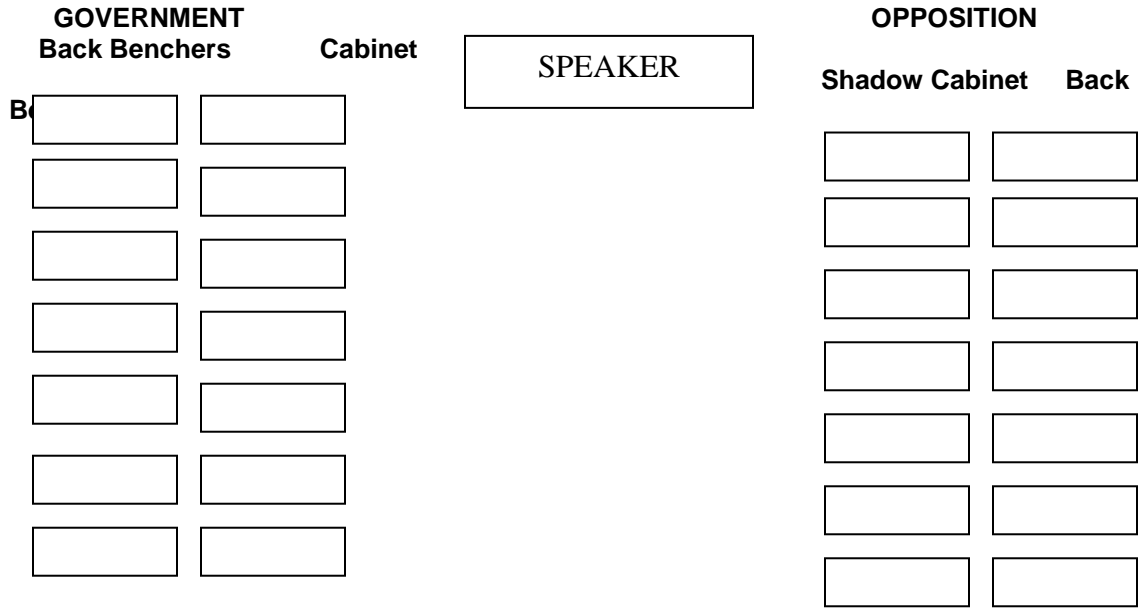 GOVERNMENT
OPPOSITION
Back Benchers Cabinet
SPEAKER
Shadow Cabinet Back